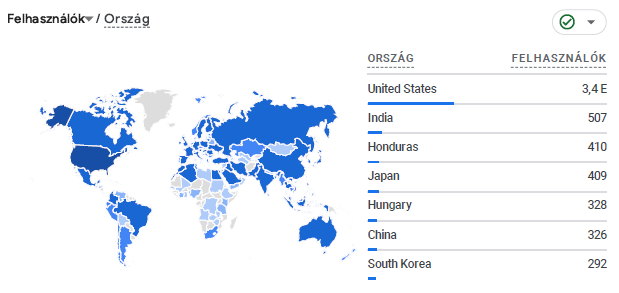 Felhasználók / Ország
ORSZÁG FELHASZNÁLÓK
United States 3,4 E
India 507
Honduras 410
Japan 409
Hungary 328
China 326
South Korea 292